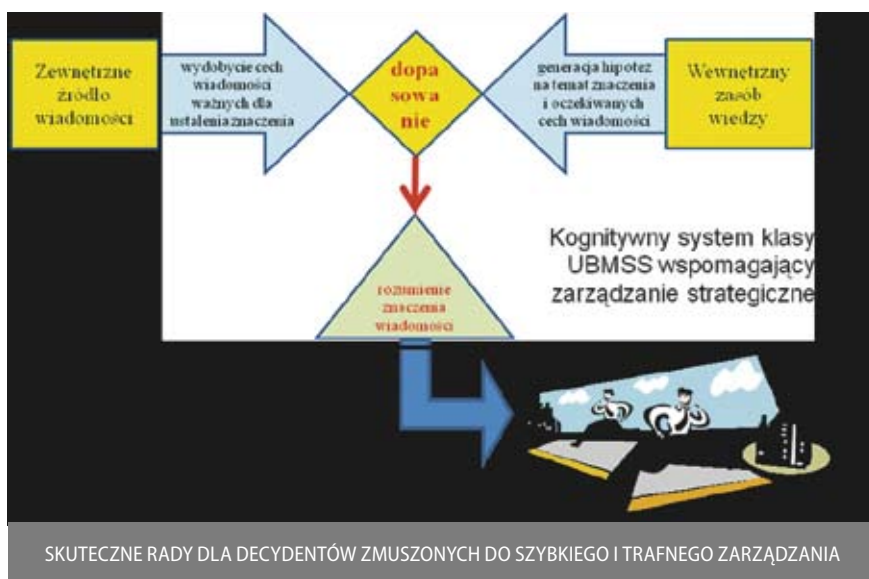 Zewnętrzne
źródło
wiadomości
wydobycie cech
wiadomości
ważnych dla
ustalenia znaczenia
dopa
sowa
nie
generacja hipotez
na temat znaczenia
i oczekiwanych
cech wiadomości
Wewnętrzny
zasób
wiedzy
Kognitywny system klasy
UBMSS wspomagający
zarządzanie strategiczne
rozumienie
znaczenia
wiadomości
SKUTECZNE RADY DLA DECYDENTÓW ZMUSZONYCH DO SZYBKIEGO I TRAFNEGO ZARZĄDZANIA